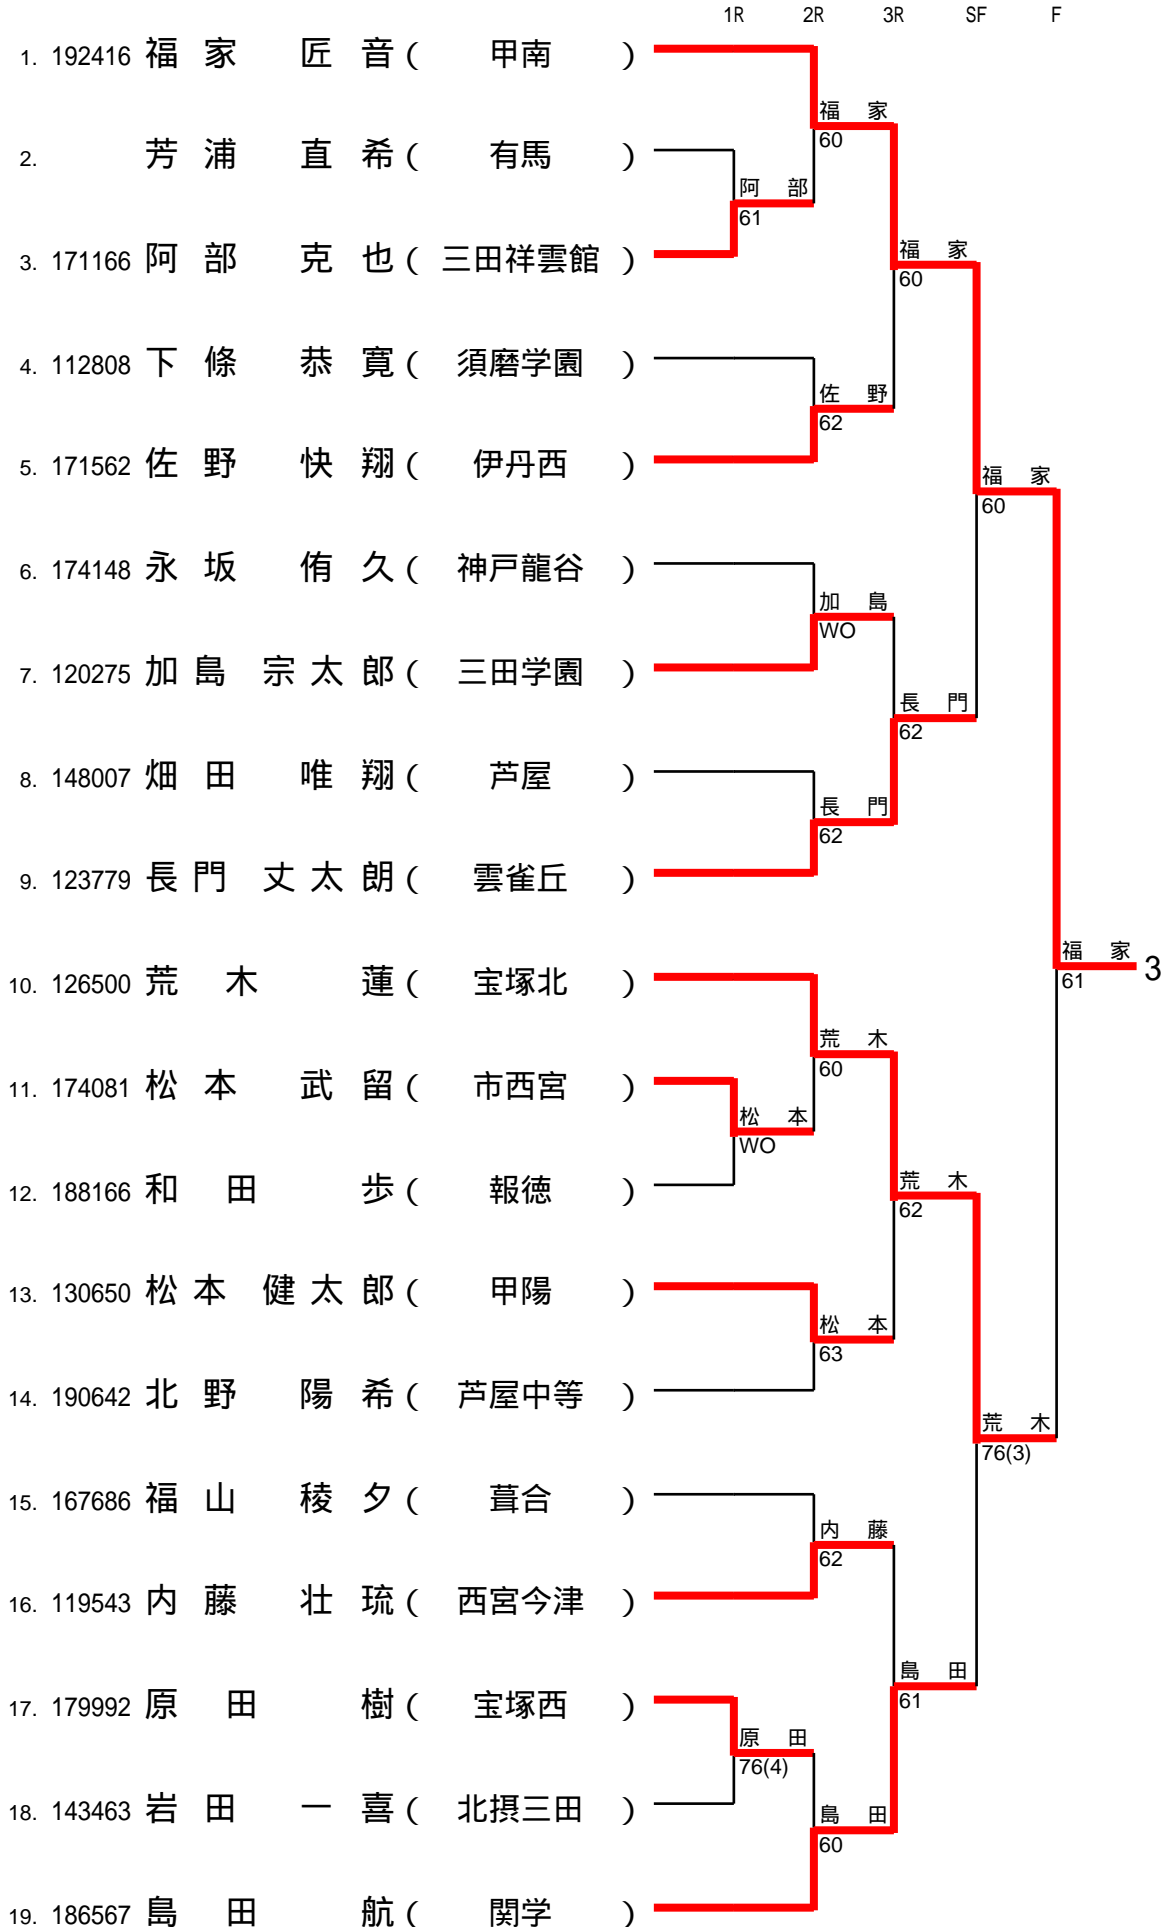 1R 2R 3R SF F
1. 192416 福家 匠音 ( 甲南 )
福家
60
2. 芳浦 直希 ( 有馬 )
阿部
61
3. 171166 阿部 克也 ( 三田祥雲館 )
福家
60
4. 112808 下條 恭寛 ( 須磨学園 )
佐野
62
5. 171562 佐野 快翔 ( 伊丹西 )
福家
60
6. 174148 永坂 侑久 ( 神戸龍谷 )
加島
WO
7. 120275 加島 宗太郎 ( 三田学園 )
長門
62
8. 148007 畑田 唯翔 ( 芦屋 )
長門
62
9. 123779 長門 丈太朗 ( 雲雀丘 )
福家 3
61
10. 126500 荒木 蓮 ( 宝塚北 )
荒木
60
11. 174081 松本 武留 ( 市西宮 )
松本
WO
12. 188166 和田 歩 ( 報徳 )
荒木
62
13. 130650 松本 健太郎 ( 甲陽 )
松本
63
14. 190642 北野 陽希 ( 芦屋中等 )
荒木
76(3)
15. 167686 福山 稜夕 ( 葺合 )
内藤
62
16. 119543 内藤 壮琉 ( 西宮今津 )
島田
61
17. 179992 原田 樹 ( 宝塚西 )
原田
76(4)
18. 143463 岩田 一喜 ( 北摂三田 )
島田
60
19. 186567 島田 航 ( 関学 )